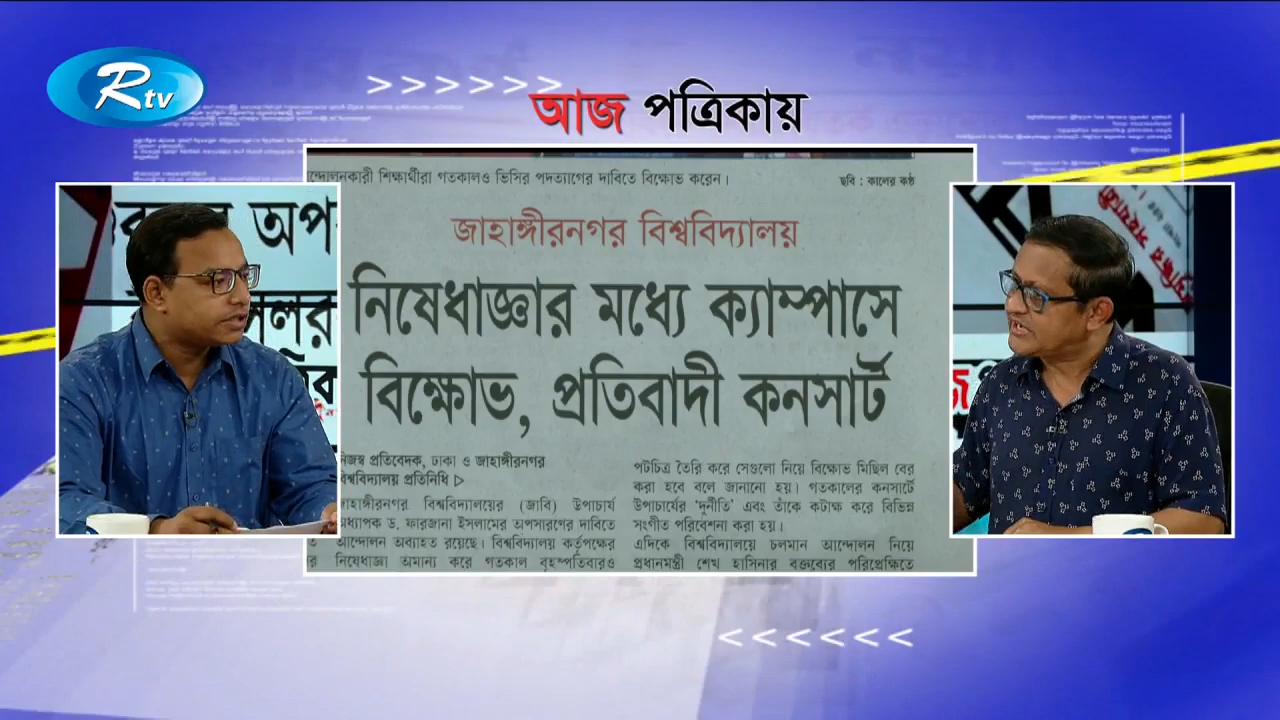 Rtv
আজ পত্রিকায়
ন্দোলনকারী শিক্ষার্থীরা গতকালও ভিসির পদত্যাগের দাবিতে বিক্ষোভ করেন।
ছবি : কালের কণ্ঠ
জাহাঙ্গীরনগর বিশ্ববিদ্যালয়
নিষেধাজ্ঞার মধ্যে ক্যাম্পাসে
বিক্ষোভ, প্রতিবাদী কনসার্ট
নিজস্ব প্রতিবেদক, ঢাকা ও জাহাঙ্গীরনগর
বিশ্ববিদ্যালয় প্রতিনিধি ▷
জাহাঙ্গীরনগর বিশ্ববিদ্যালয়ের (জাবি) উপাচার্য
অধ্যাপক ড. ফারজানা ইসলামের অপসারণের দাবিতে
আন্দোলন অব্যাহত রয়েছে। বিশ্ববিদ্যালয় কর্তৃপক্ষের
নিষেধাজ্ঞা অমান্য করে গতকাল বৃহস্পতিবারও
পটচিত্র তৈরি করে সেগুলো নিয়ে বিক্ষোভ মিছিল বের
করা হবে বলে জানানো হয়। গতকালের কনসার্টে
উপাচার্যের 'দুর্নীতি' এবং তাঁকে কটাক্ষ করে বিভিন্ন
সংগীত পরিবেশনা করা হয়।
এদিকে বিশ্ববিদ্যালয়ে চলমান আন্দোলন নিয়ে
প্রধানমন্ত্রী শেখ হাসিনার বক্তব্যের পরিপ্রেক্ষিতে